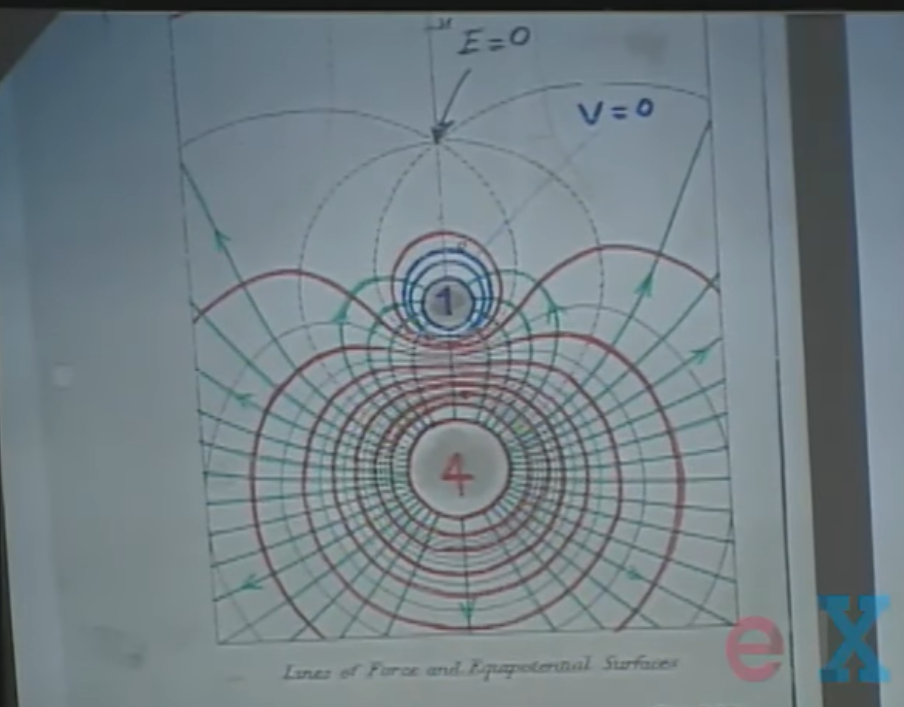 E=0
V=0
1
4
Lines of Force and Equipotential Surfaces
eX